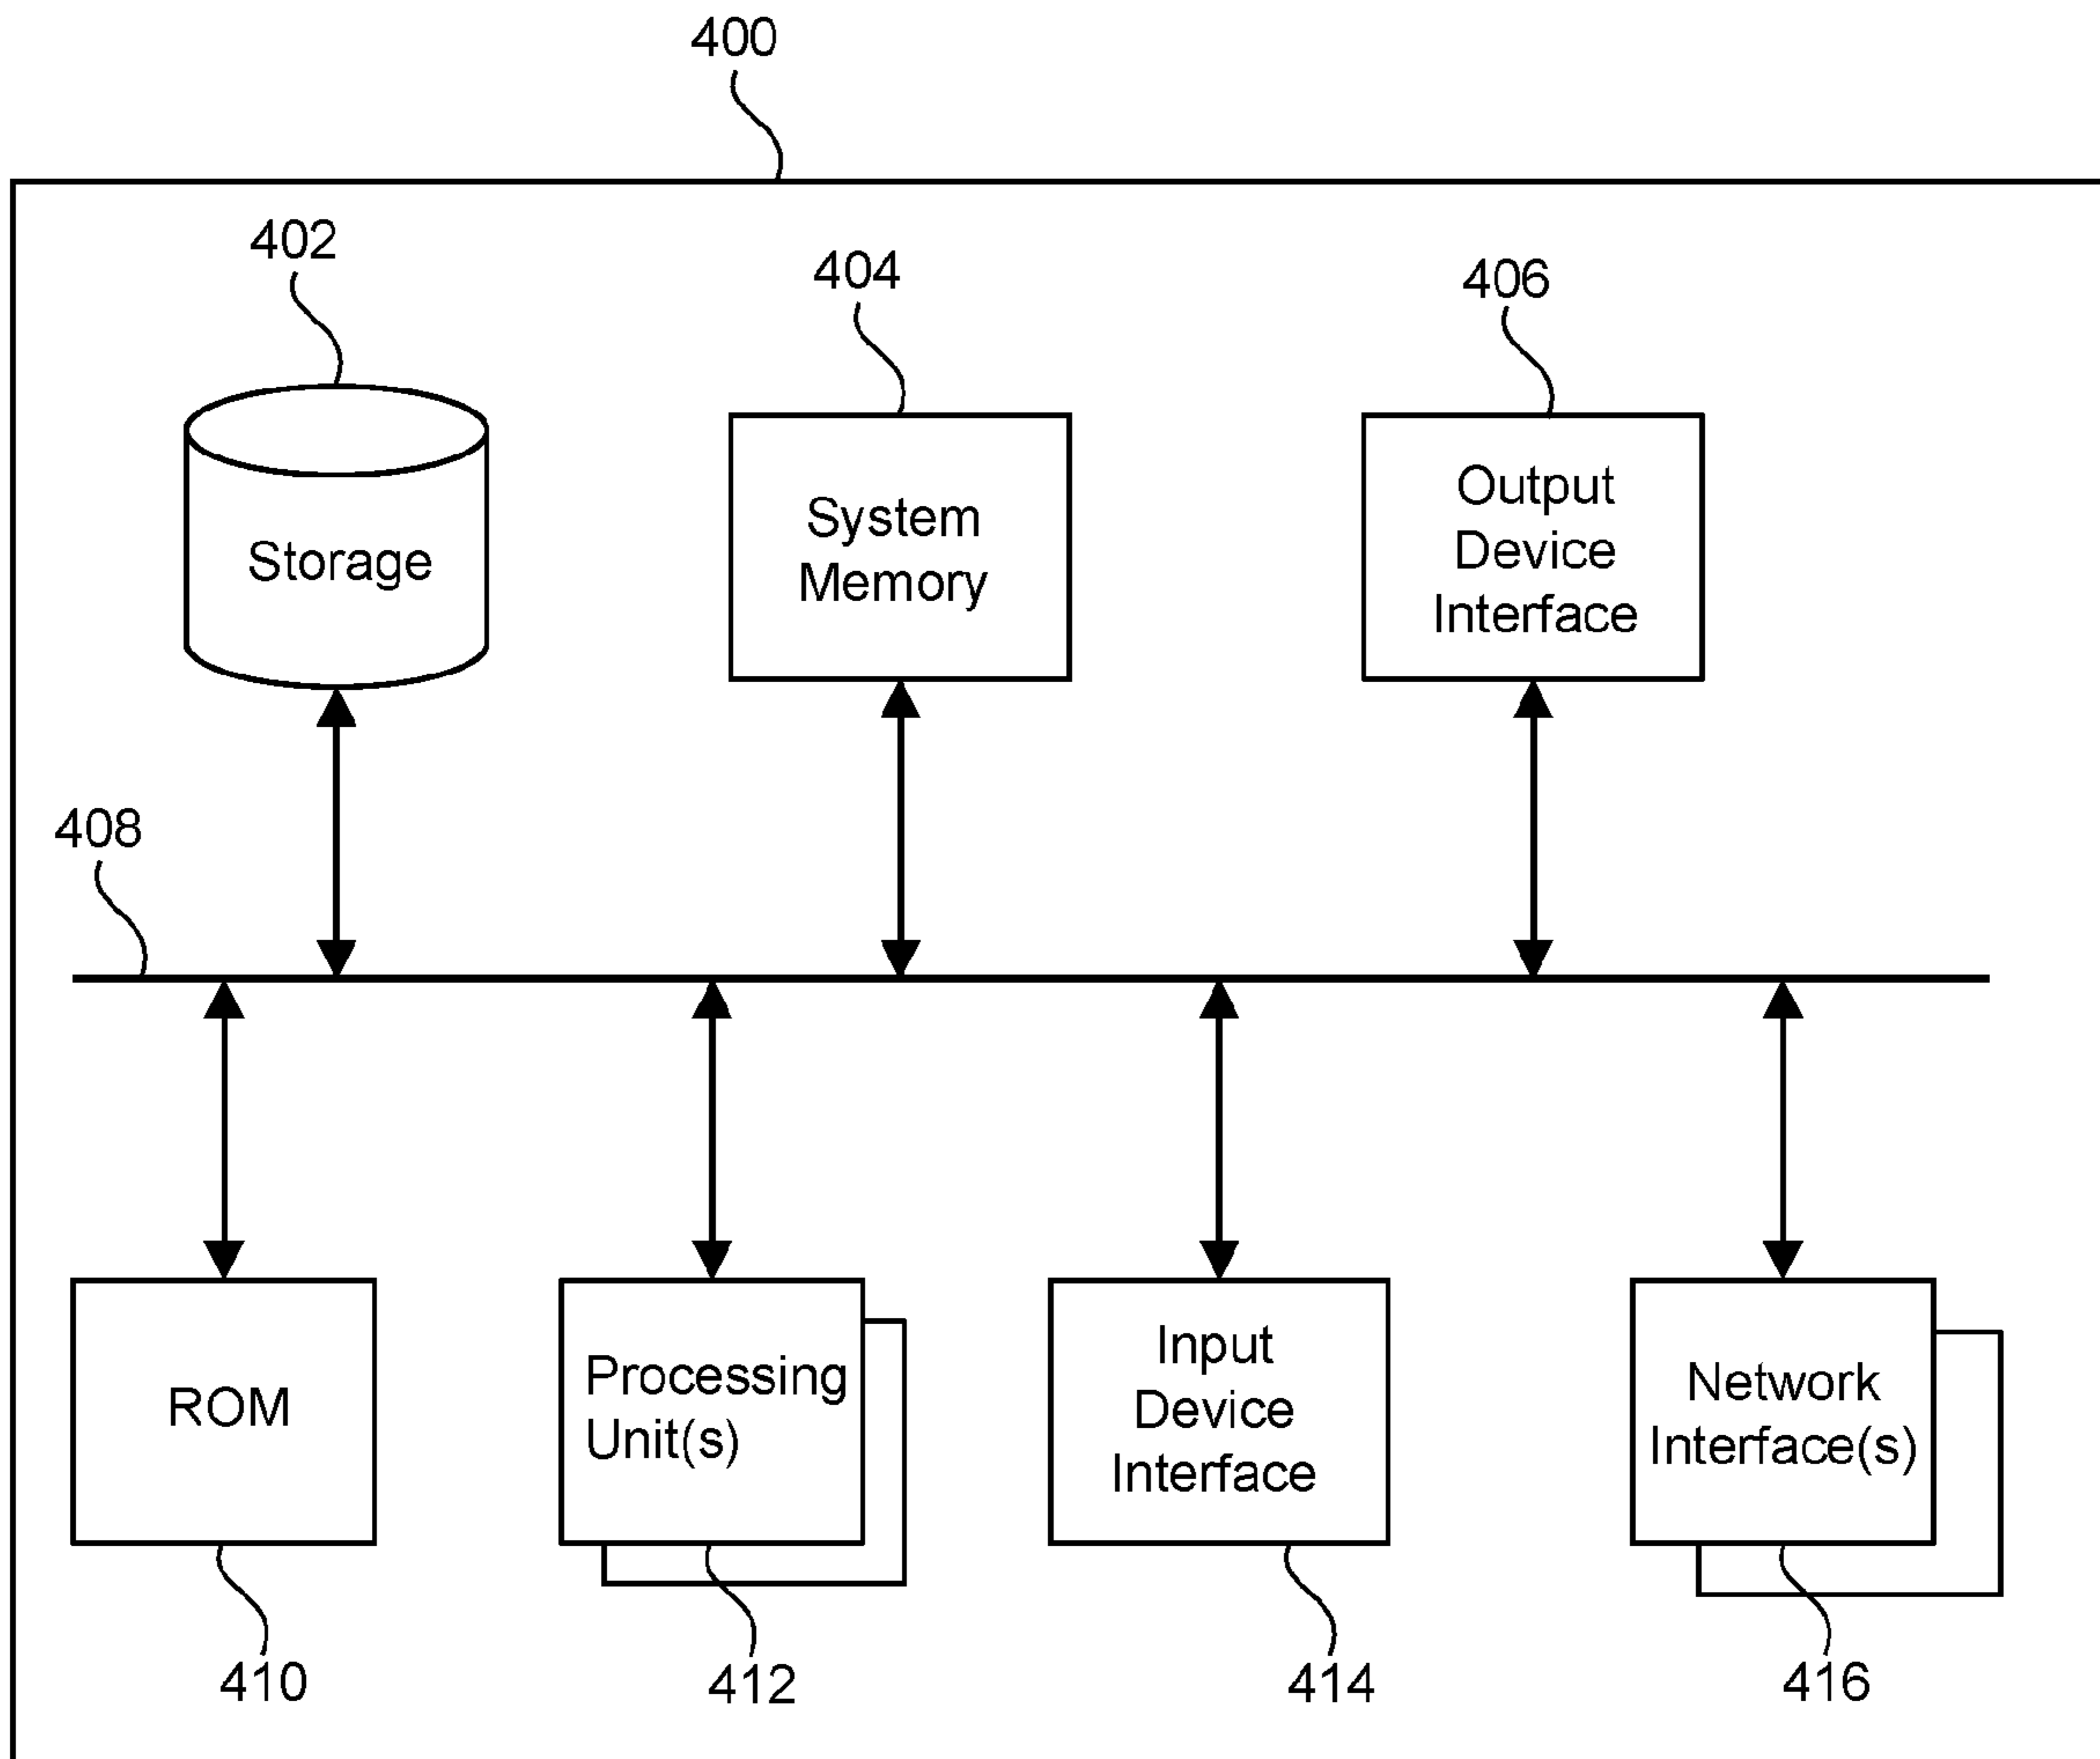 400
402
404
406
Storage
System
Memory
Output
Device
Interface
408
ROM
Processing
Unit(s)
Input
Device
Interface
Network
Interface(s)
410
412
414
416